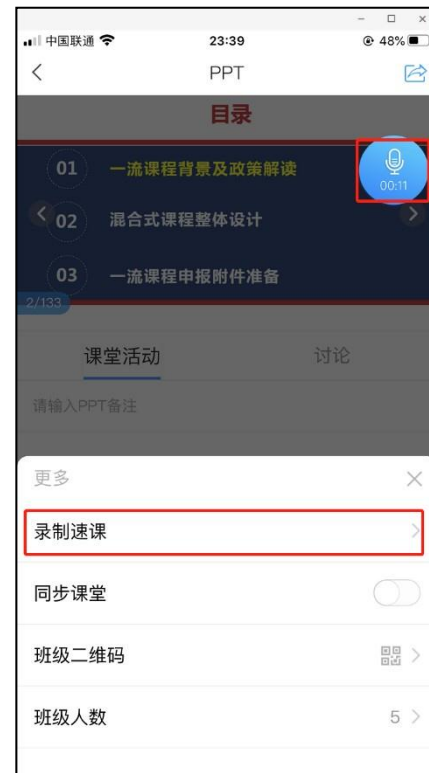 中国联通 23:39 48%
PPT
目录
01 一流课程背景及政策解读
00:11
02 混合式课程整体设计
03 一流课程申报附件准备
2/133
课堂活动 讨论
请输入PPT备注
更多
录制速课
同步课堂
班级二维码
班级人数 5